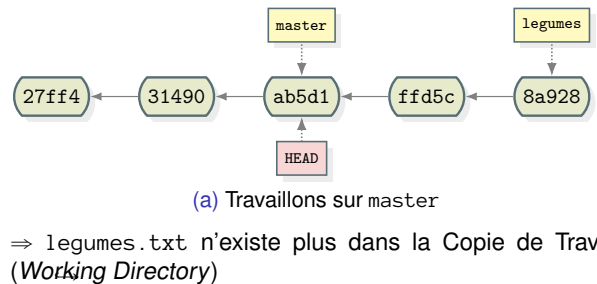 master legumes
27ff4 31490 ab5d1 ffd5c 8a928
HEAD
(a) Travaillons sur master
⇒ legumes.txt n'existe plus dans la Copie de Trav
(Working Directory)